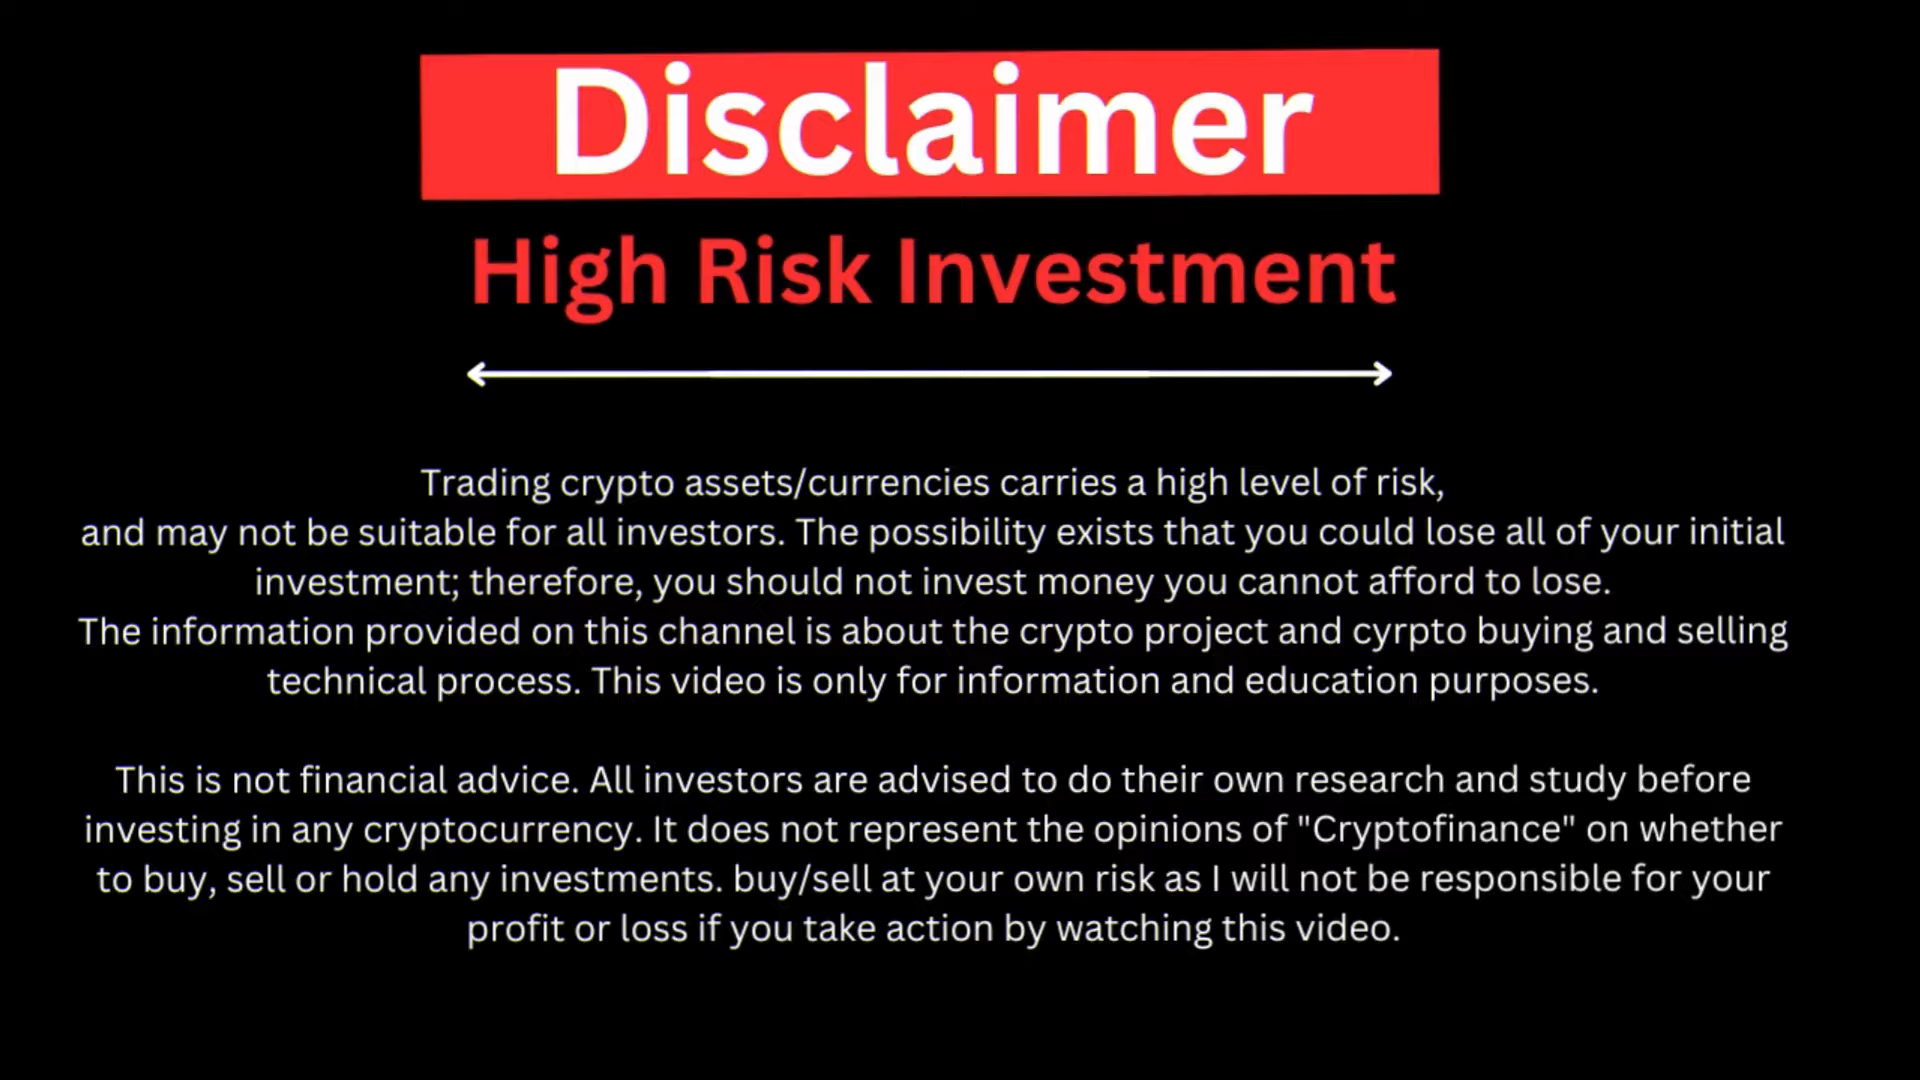 Disclaimer
High Risk Investment
Trading crypto assets/currencies carries a high level of risk,
and may not be suitable for all investors. The possibility exists that you could lose all of your initial
investment; therefore, you should not invest money you cannot afford to lose.
The information provided on this channel is about the crypto project and cyrpto buying and selling
technical process. This video is only for information and education purposes.
This is not financial advice. All investors are advised to do their own research and study before
investing in any cryptocurrency. It does not represent the opinions of "Cryptofinance" on whether
to buy, sell or hold any investments. buy/sell at your own risk as I will not be responsible for your
profit or loss if you take action by watching this video.